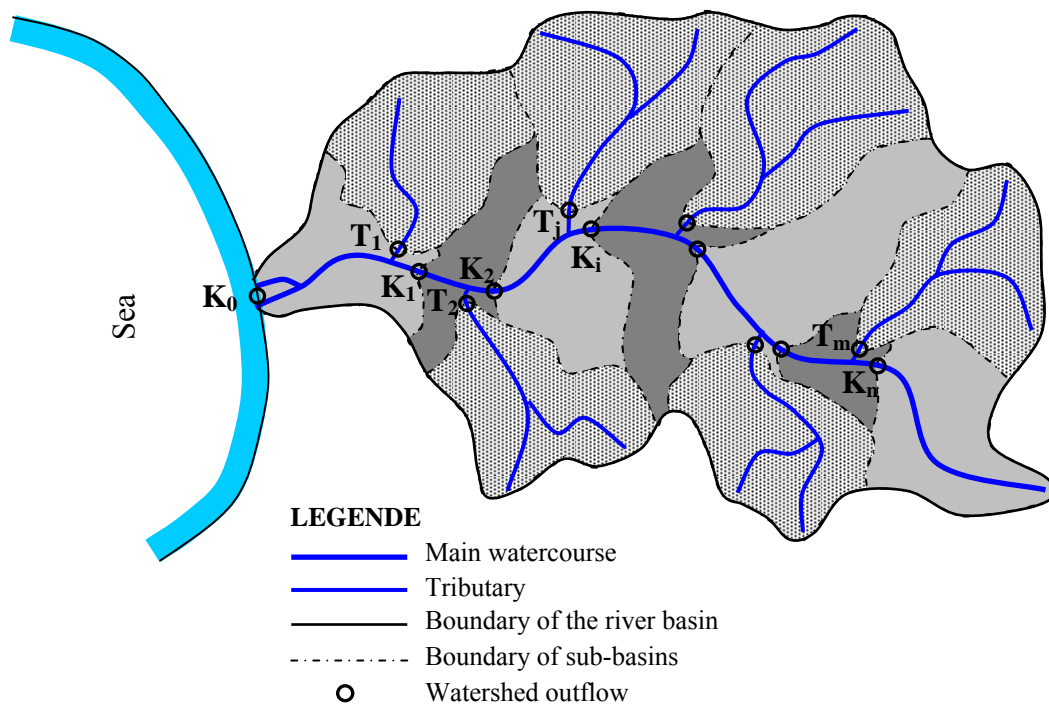 T₁
Tⱼ
Kᵢ
K₁
K₂
T₂
K₀
Sea
Tₘ
Kₙ
LEGENDE
Main watercourse
Tributary
Boundary of the river basin
Boundary of sub-basins
Watershed outflow